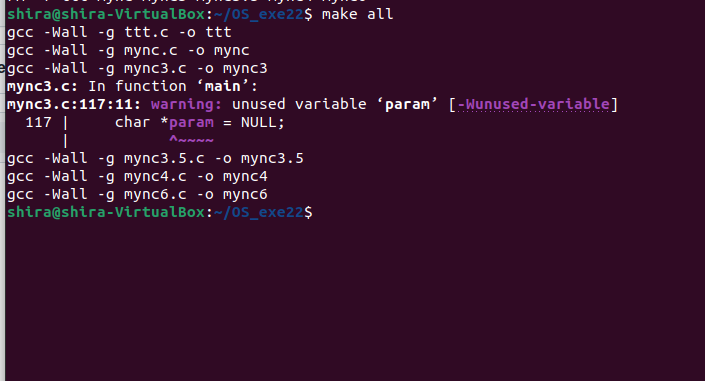 shira@shira-VirtualBox:~/OS_exe22$ make all
gcc -Wall -g ttt.c -o ttt
gcc -Wall -g mync.c -o mync
gcc -Wall -g mync3.c -o mync3
mync3.c: In function ‘main’:
mync3.c:117:11: warning: unused variable ‘param’ [-Wunused-variable]
  117 |     char *param = NULL;
      |           ^~~~~
gcc -Wall -g mync3.5.c -o mync3.5
gcc -Wall -g mync4.c -o mync4
gcc -Wall -g mync6.c -o mync6
shira@shira-VirtualBox:~/OS_exe22$